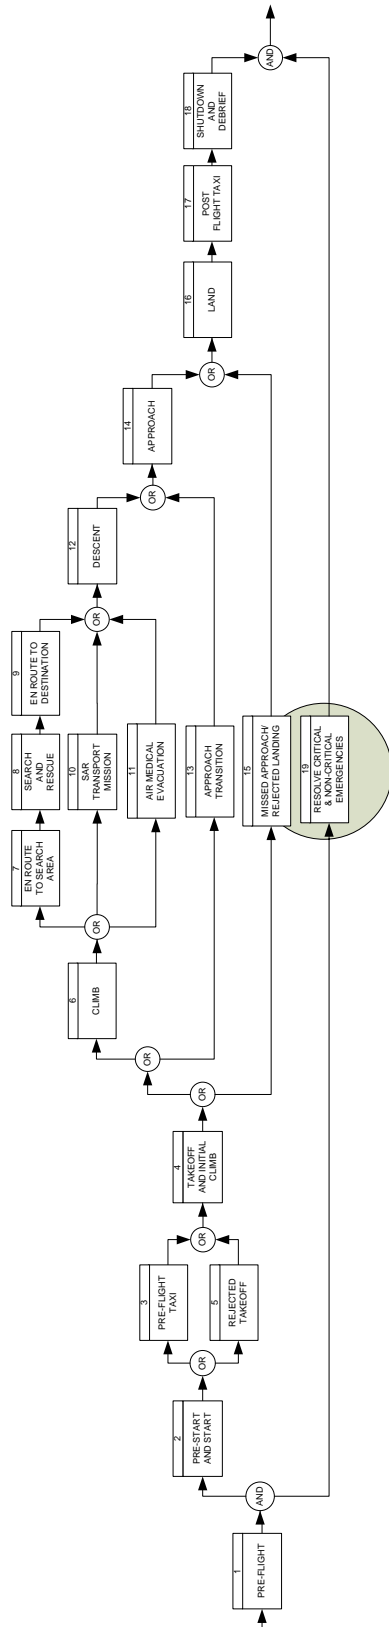 1
PRE-FLIGHT
AND
2
PRE-START
AND START
OR
3
PRE-FLIGHT
TAXI
5
REJECTED
TAKEOFF
OR
4
TAKEOFF
AND INITIAL
CLIMB
OR
OR
6
CLIMB
OR
7
EN ROUTE
TO SEARCH
AREA
8
SEARCH
AND
RESCUE
9
EN ROUTE TO
DESTINATION
10
SAR
TRANSPORT
MISSION
11
AIR MEDICAL
EVACUATION
OR
12
DESCENT
13
APPROACH
TRANSITION
OR
14
APPROACH
15
MISSED APPROACH/
REJECTED LANDING
OR
16
LAND
17
POST
FLIGHT TAXI
18
SHUTDOWN
AND
DEBRIEF
19
RESOLVE CRITICAL
& NON-CRITICAL
EMERGENCIES
AND